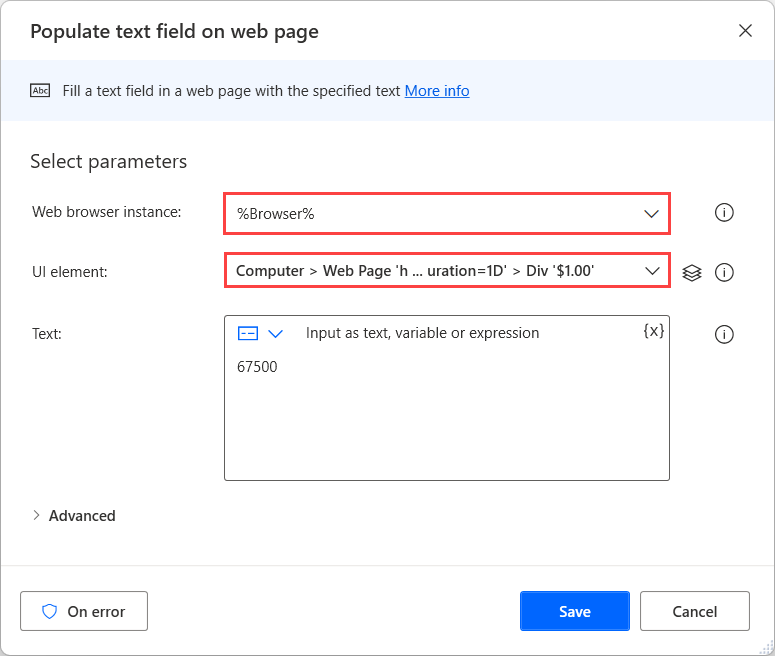 Populate text field on web page
Abc Fill a text field in a web page with the specified text More info
Select parameters
Web browser instance: %Browser%
UI element: Computer > Web Page 'h ... uration=1D' > Div '$1.00'
Text: Input as text, variable or expression {x}
67500
Advanced
On error Save Cancel